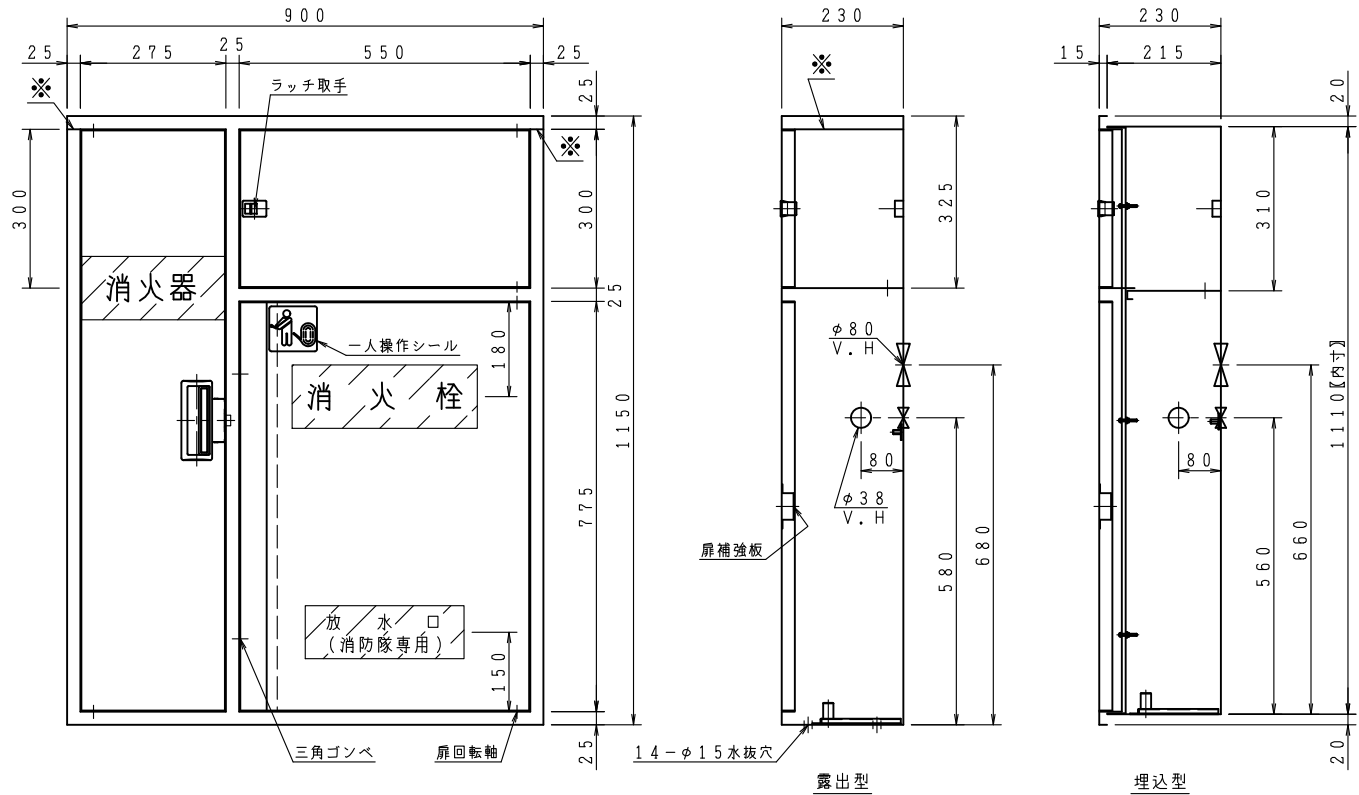 900
25
275
25
550
25
※
ラッチ取手
25
※
300
300
消火器
25
一人操作シール
180
消 火 栓
1150
775
放 水 口
(消防隊専用)
150
三角ゴンベ
扉回転軸
25
230
※
325
φ80
V.H
80
φ38
V.H
扉補強板
580
680
14-φ15水抜穴
露出型
230
15
215
20
310
80
1110【内寸】
560
660
20
埋込型